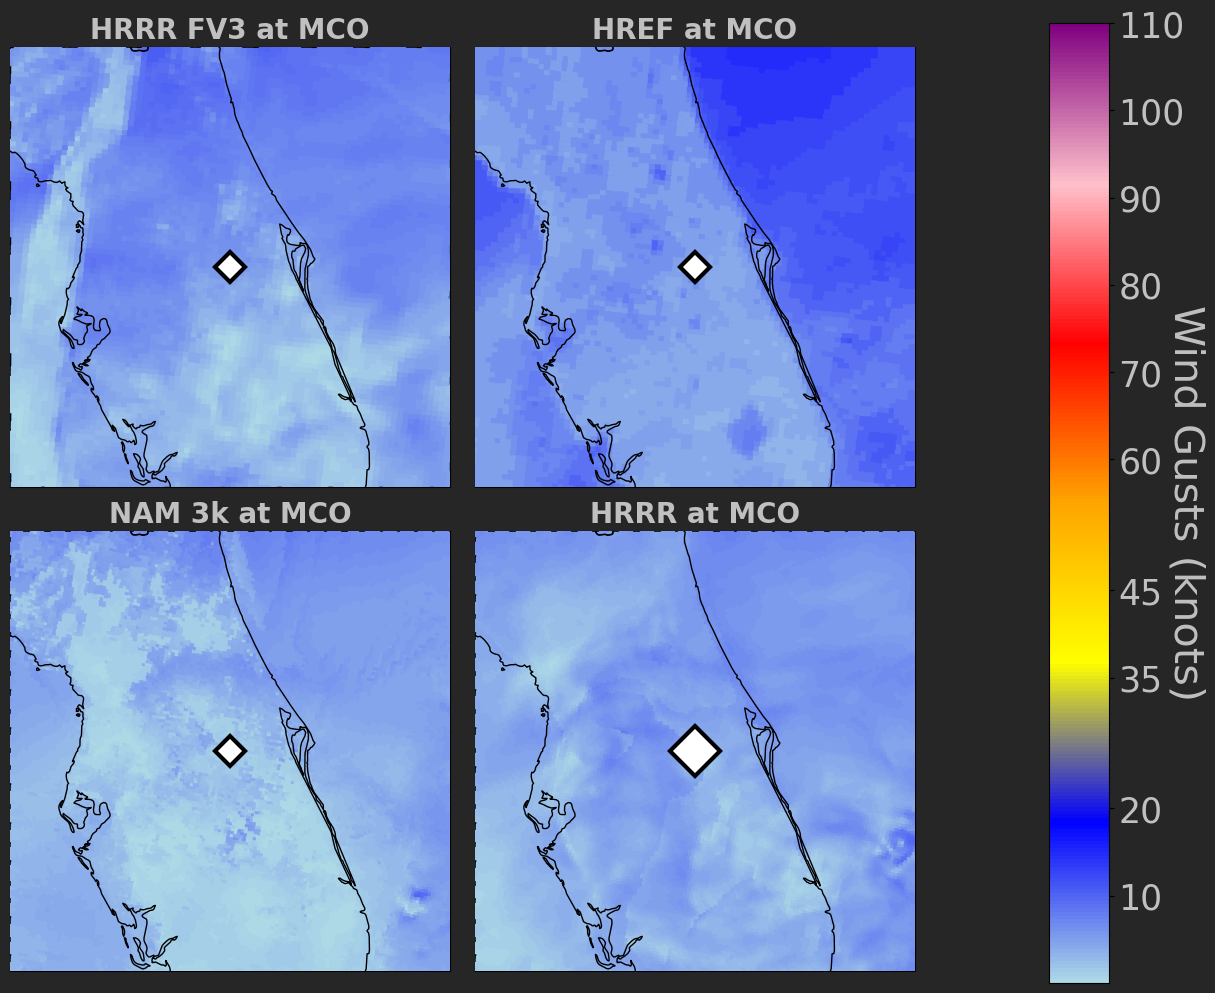 HRRR FV3 at MCO
HREF at MCO
NAM 3k at MCO
HRRR at MCO
110
100
90
80
70
60
45
35
20
10
Wind Gusts (knots)